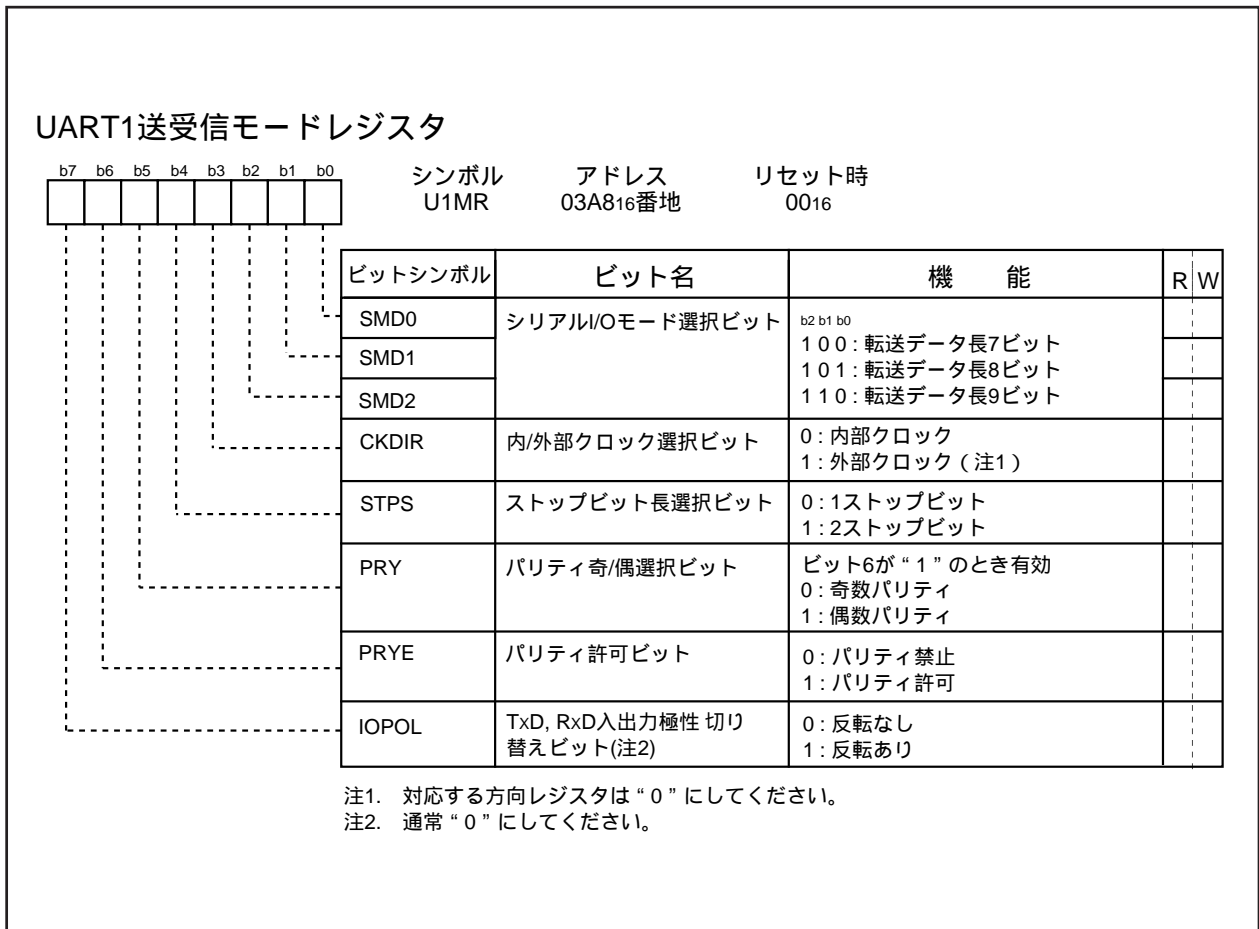 UART1送受信モードレジスタ
b7 b6 b5 b4 b3 b2 b1 b0
シンボル アドレス リセット時
U1MR 03A816番地 0016
ビットシンボル ビット名 機 能 R W
SMD0 シリアルI/Oモード選択ビット b2 b1 b0
1 0 0 : 転送データ長7ビット
SMD1
1 0 1 : 転送データ長8ビット
1 1 0 : 転送データ長9ビット
SMD2
CKDIR 内/外部クロック選択ビット 0 : 内部クロック
1 : 外部クロック ( 注1 )
STPS ストップビット長選択ビット 0 : 1ストップビット
1 : 2ストップビット
PRY パリティ奇/偶選択ビット ビット6が “ 1 ” のとき有効
0 : 奇数パリティ
1 : 偶数パリティ
PRYE パリティ許可ビット 0 : パリティ禁止
1 : パリティ許可
IOPOL TxD, RxD入出力極性 切り 0 : 反転なし
替えビット(注2) 1 : 反転あり
注1. 対応する方向レジスタは “ 0 ” にしてください。
注2. 通常 “ 0 ” にしてください。